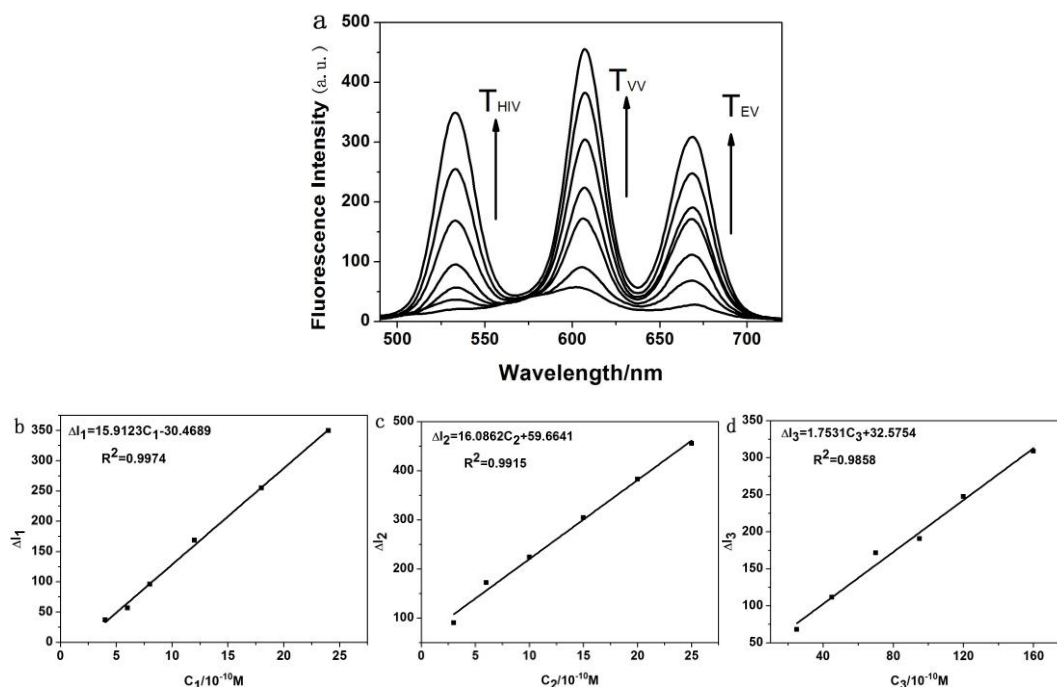 a
500
400
300
200
100
0
Fluorescence Intensity (a. u.)
T HIV
T VV
T EV
500 550 600 650 700
Wavelength/nm
b
ΔI1=15.9123C1-30.4689
R2=0.9974
350
300
250
200
150
100
50
0
ΔI1
0 5 10 15 20 25
C1/10-10M
c
ΔI2=16.0862C2+59.6641
R2=0.9915
500
400
300
200
100
ΔI2
0 5 10 15 20 25
C2/10-10M
d
ΔI3=1.7531C3+32.5754
R2=0.9858
350
300
250
200
150
100
50
ΔI3
40 80 120 160
C3/10-10M